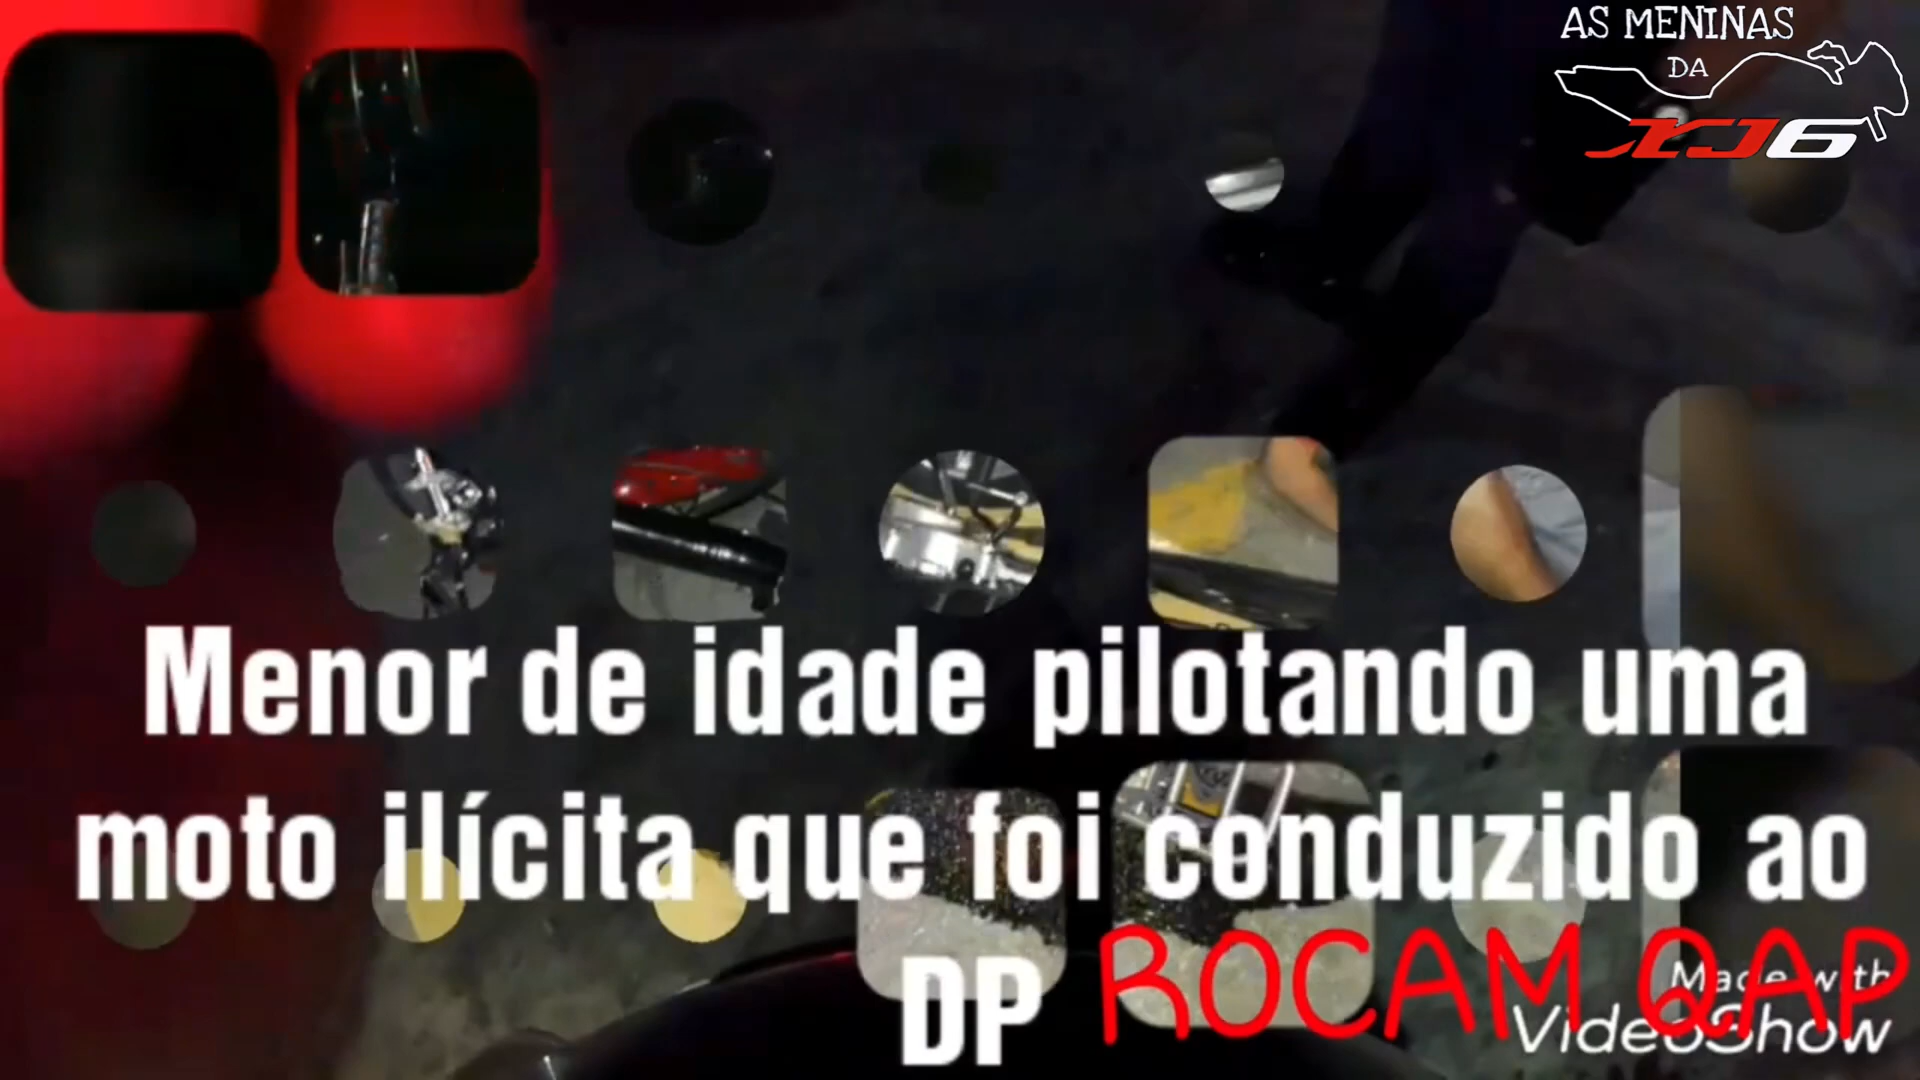 AS MENINAS
DA
XJ6
Menor de idade pilotando uma
moto ilícita que foi conduzido ao
DP
ROCAM QAP
Made with
VideoShow